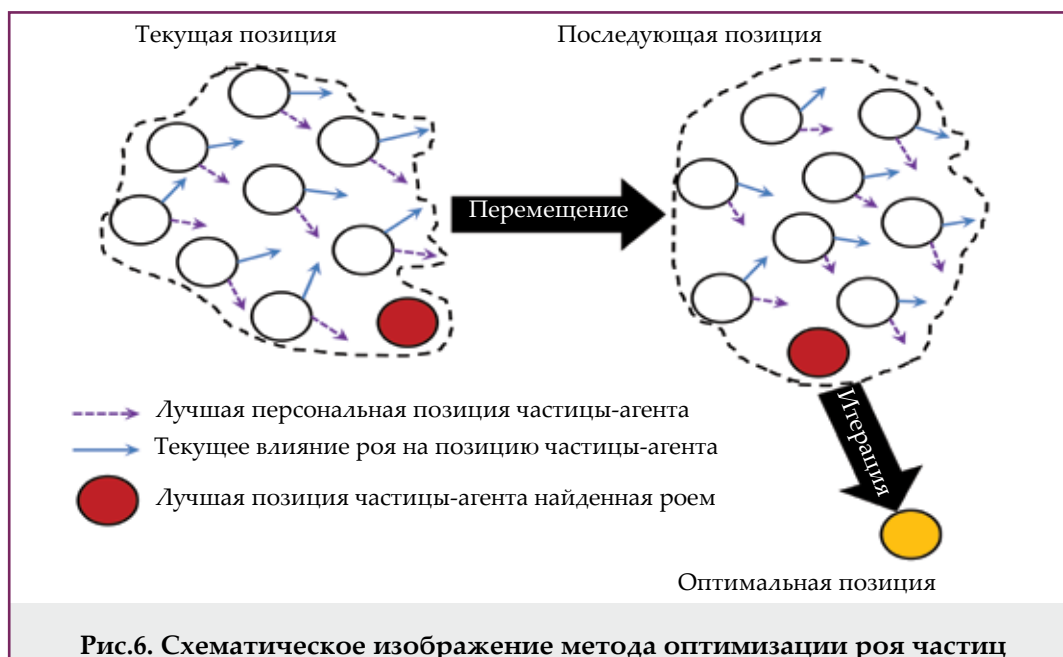 Текущая позиция
Последующая позиция
Перемещение
Лучшая персональная позиция частицы-агента
Текущее влияние роя на позицию частицы-агента
Лучшая позиция частицы-агента найденная роем
Итерация
Оптимальная позиция
Рис.6. Схематическое изображение метода оптимизации роя частиц